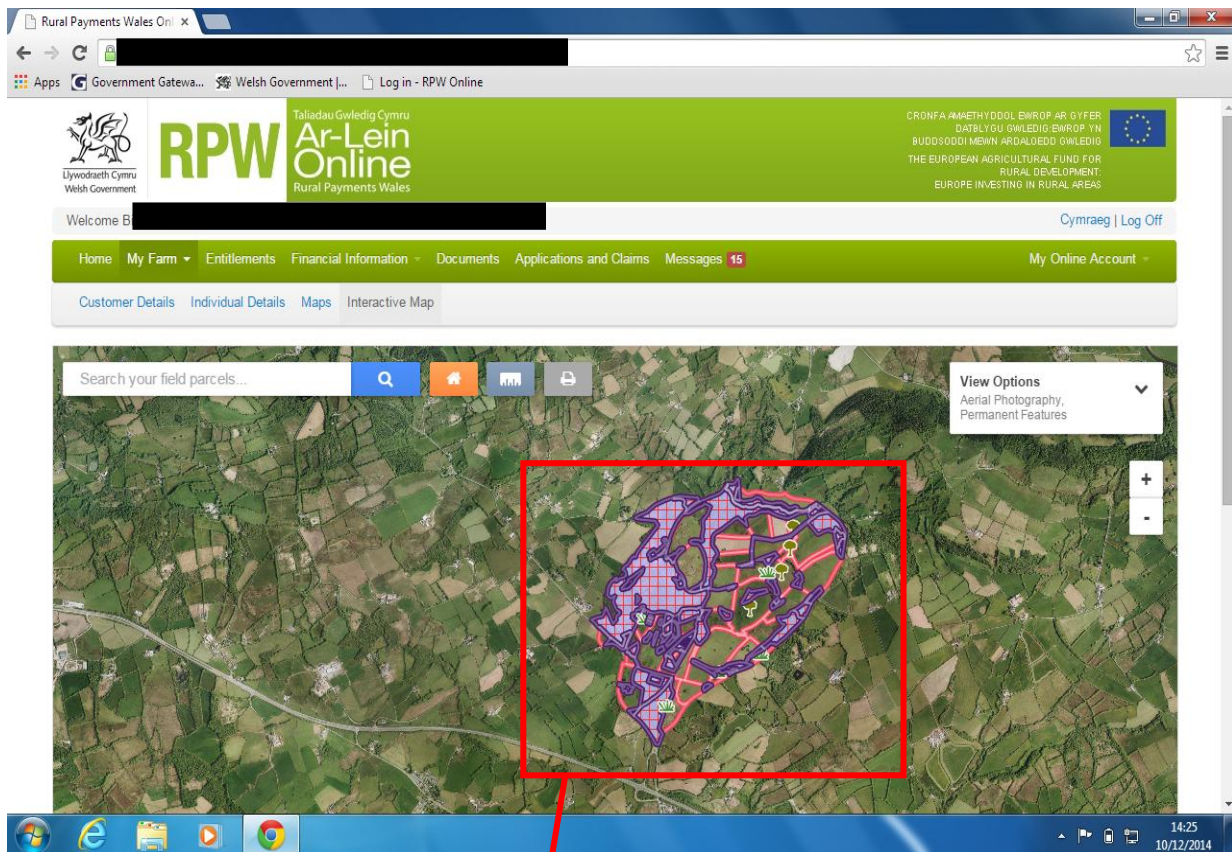 Rural Payments Wales Onl
Apps Government Gatewa... Welsh Government |... Log in - RPW Online
Llywodraeth Cymru
Welsh Government
RPW
Taliadau Gwledig Cymru
Ar-Lein
Online
Rural Payments Wales
CRONFA AMAETHYDDOL EWROP AR GYFER
DATBLYGU GWLEDIG: EWROP YN
BUDDSODDI MEWN ARDALOEDD GWLEDIG
THE EUROPEAN AGRICULTURAL FUND FOR
RURAL DEVELOPMENT:
EUROPE INVESTING IN RURAL AREAS
Welcome B
Cymraeg | Log Off
Home My Farm Entitlements Financial Information Documents Applications and Claims Messages 15 My Online Account
Customer Details Individual Details Maps Interactive Map
Search your field parcels...
View Options
Aerial Photography,
Permanent Features
+
-
14:25
10/12/2014